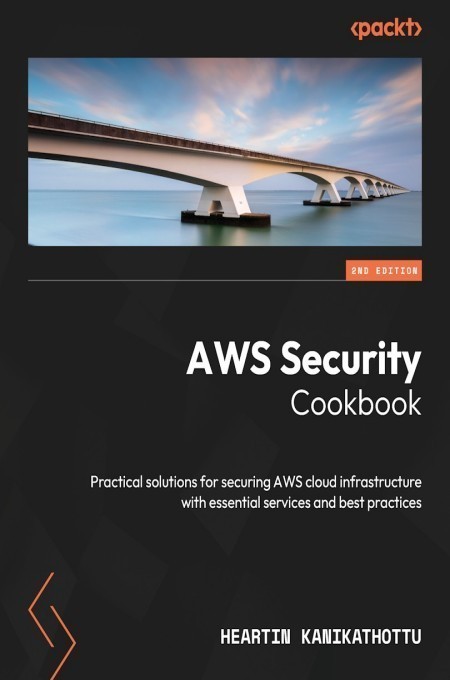 <packt>
2ND EDITION
AWS Security
Cookbook
Practical solutions for securing AWS cloud infrastructure
with essential services and best practices
HEARTIN KANIKATHOTTU